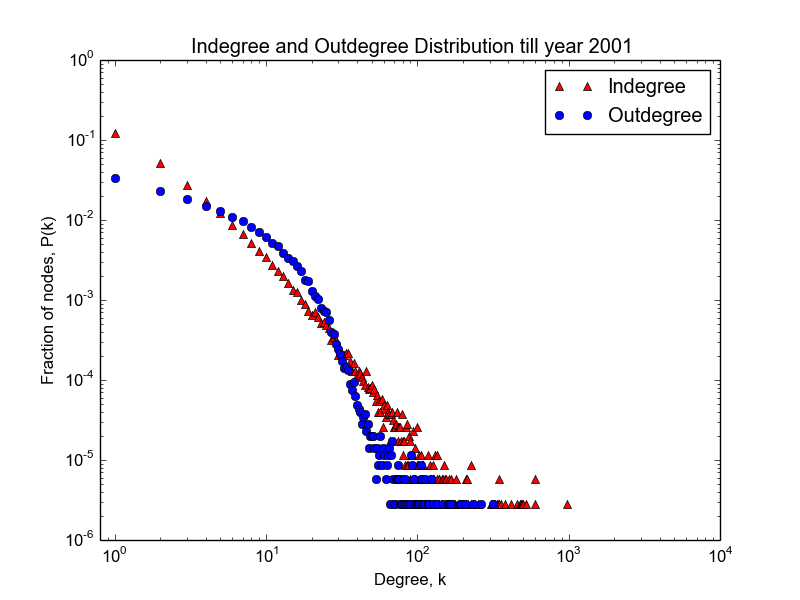 Indegree and Outdegree Distribution till year 2001
Indegree
Outdegree
Fraction of nodes, P(k)
10^0
10^-1
10^-2
10^-3
10^-4
10^-5
10^-6
10^0 10^1 10^2 10^3 10^4
Degree, k